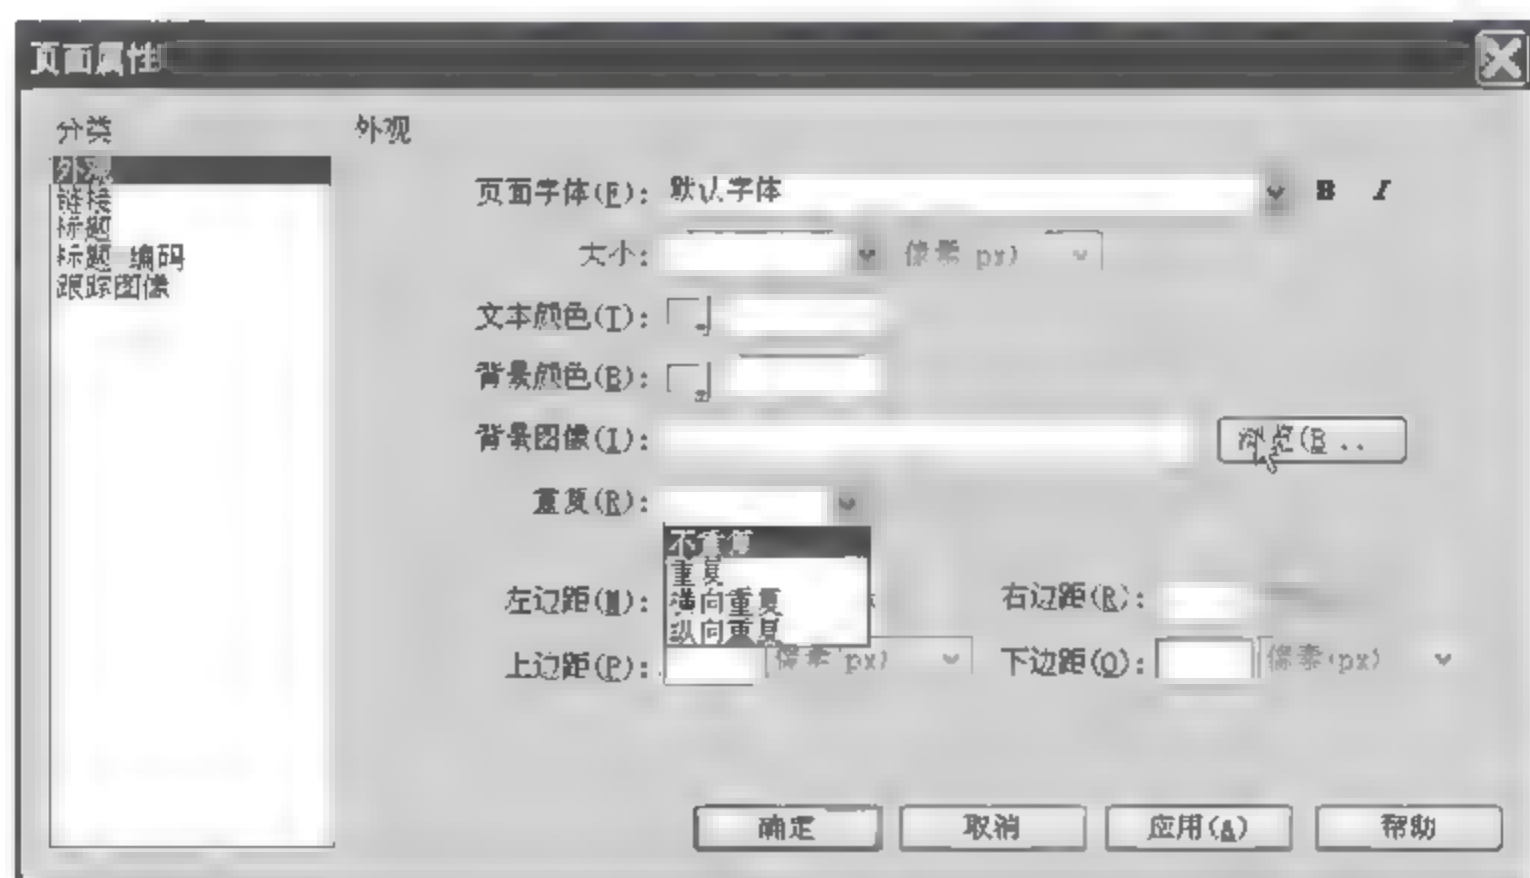 页面属性
分类
外观
外观
链接
标题
标题 编码
跟踪图像
页面字体(F): 默认字体 B I
大小: 像素 px)
文本颜色(T):
背景颜色(B):
背景图像(I): 浏览(B ..
重复(R):
不重复
重复
横向重复
纵向重复
左边距(M): 右边距(R):
上边距(P): 像素 px) 下边距(O): 像素(px)
确定 取消 应用(A) 帮助